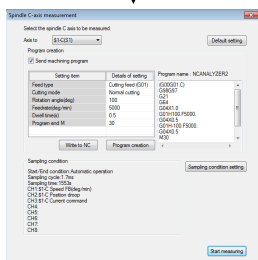 Spindle C-axis measurement
Select the spindle C axis to be measured.
Axis to $1-C($S1) Default setting
Program creation
Send machining program
Setting item Details of setting
Feed type Cutting feed (G01)
Cutting mode Normal cutting
Rotation angle(deg) 100
Feedrate(deg/min) 5000
Dwell time(s) 0.5
Program end M 30
Program name : NCANALYZER2
G98G97
G21
G64
G04X1.0
G01H100.F5000.
G04X0.5
G01H-100.F5000.
G04X0.5
M30
Write to NC Program creation
Sampling condition
Start/End condition:Automatic operation
Sampling cycle:1.7ms
Sampling time:1553s
CH1:$1-C Speed FB(deg/min)
CH2:$1-C Position droop
CH3:$1-C Current command
CH4:
CH5:
CH6:
CH7:
CH8:
Sampling condition setting
Start measuring